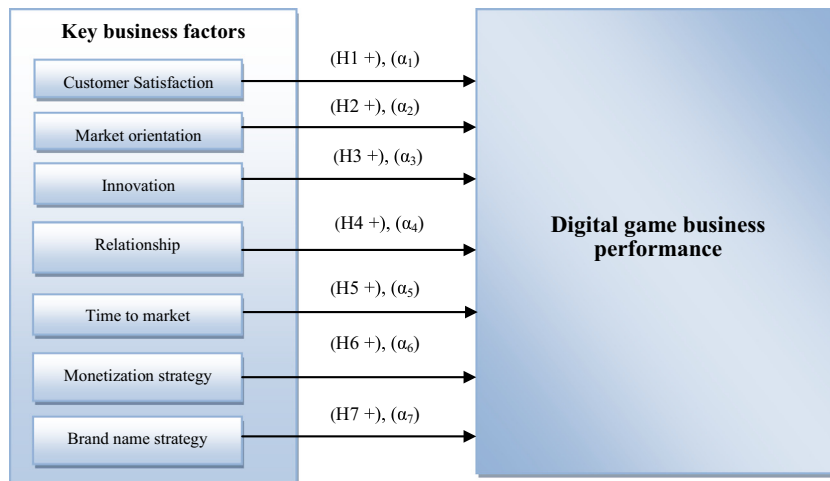 Key business factors
Customer Satisfaction
(H1 +), (α₁)
Market orientation
(H2 +), (α₂)
Innovation
(H3 +), (α₃)
Relationship
(H4 +), (α₄)
Time to market
(H5 +), (α₅)
Monetization strategy
(H6 +), (α₆)
Brand name strategy
(H7 +), (α₇)
Digital game business
performance